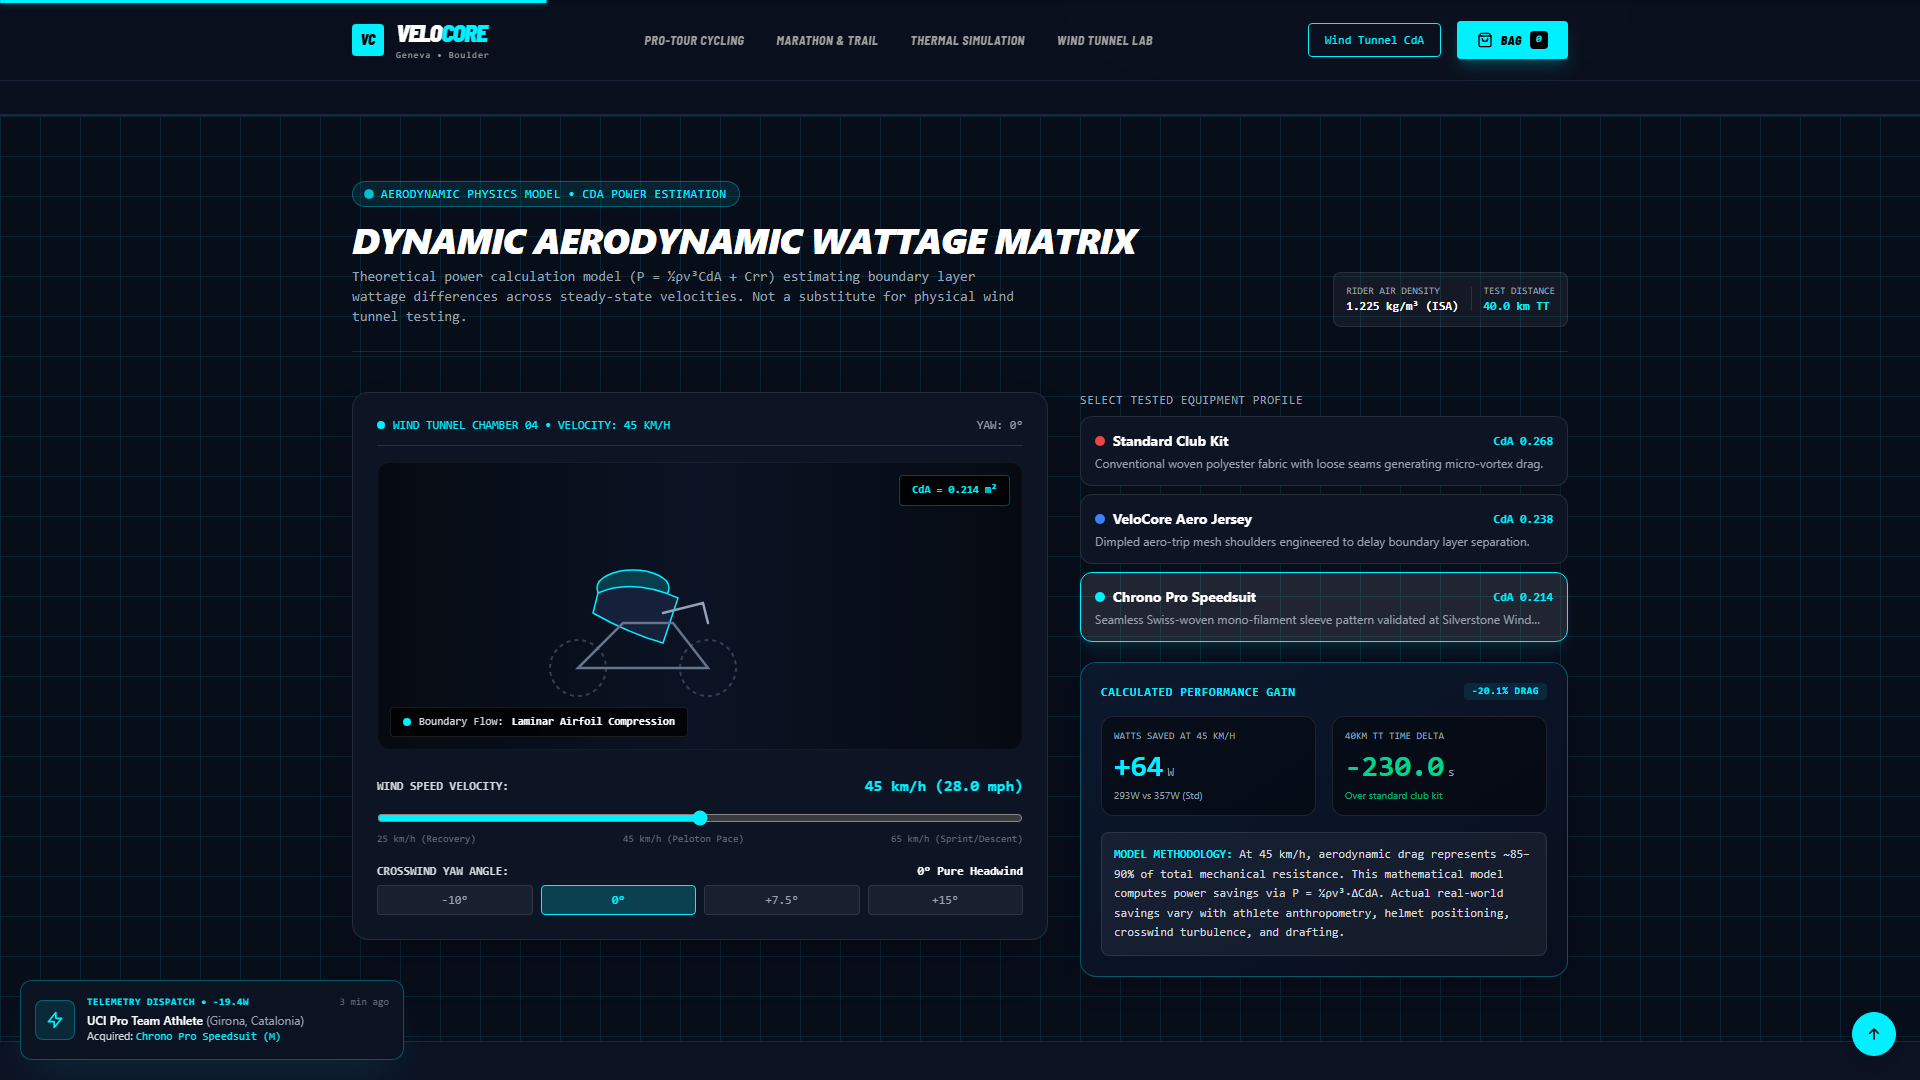 VC
VELOCORE
Geneva • Boulder
PRO-TOUR CYCLING
MARATHON & TRAIL
THERMAL SIMULATION
WIND TUNNEL LAB
Wind Tunnel CdA
BAG 0
AERODYNAMIC PHYSICS MODEL • CDA POWER ESTIMATION
DYNAMIC AERODYNAMIC WATTAGE MATRIX
Theoretical power calculation model (P = ½ρv³CdA + Crr) estimating boundary layer
wattage differences across steady-state velocities. Not a substitute for physical wind
tunnel testing.
RIDER AIR DENSITY
1.225 kg/m³ (ISA)
TEST DISTANCE
40.0 km TT
WIND TUNNEL CHAMBER 04 • VELOCITY: 45 KM/H
YAW: 0°
CdA = 0.214 m²
Boundary Flow: Laminar Airfoil Compression
WIND SPEED VELOCITY:
45 km/h (28.0 mph)
25 km/h (Recovery)
45 km/h (Peloton Pace)
65 km/h (Sprint/Descent)
CROSSWIND YAW ANGLE:
0° Pure Headwind
-10°
0°
+7.5°
+15°
SELECT TESTED EQUIPMENT PROFILE
Standard Club Kit
CdA 0.268
Conventional woven polyester fabric with loose seams generating micro-vortex drag.
VeloCore Aero Jersey
CdA 0.238
Dimpled aero-trip mesh shoulders engineered to delay boundary layer separation.
Chrono Pro Speedsuit
CdA 0.214
Seamless Swiss-woven mono-filament sleeve pattern validated at Silverstone Wind...
CALCULATED PERFORMANCE GAIN
-20.1% DRAG
WATTS SAVED AT 45 KM/H
+64 W
293W vs 357W (Std)
40KM TT TIME DELTA
-230.0 s
Over standard club kit
MODEL METHODOLOGY: At 45 km/h, aerodynamic drag represents ~85–
90% of total mechanical resistance. This mathematical model
computes power savings via P = ½ρv³·ΔCdA. Actual real-world
savings vary with athlete anthropometry, helmet positioning,
crosswind turbulence, and drafting.
TELEMETRY DISPATCH • -19.4W
3 min ago
UCI Pro Team Athlete (Girona, Catalonia)
Acquired: Chrono Pro Speedsuit (M)